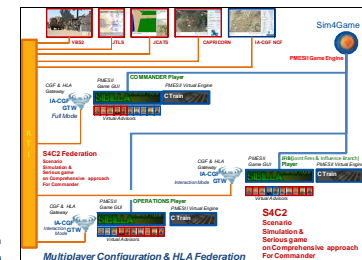 Sim4Game
VBS2
JTLS
JCATS
CAPRICORN
IA-CGF NCF
PMESII Game Engine
COMMANDER Player
CGF & HLA
Gateway
PMESII
Game GUI
PMESII Virtual Engine
IA-CGF
GTW
SIBILLA
CTrain
Full Mode
Virtual Advisors
S4C2 Federation
Scenario
Simulation &
Serious game
on Comprehensive approach
For Commander
CGF & HLA
Gateway
PMESII
Game GUI
JFIB(Joint Fires & Influence Branch)
Player
PMESII Virtual Engine
IA-CGF
GTW
Interaction Mode
SIBILLA
CTrain
Virtual Advisors
CGF & HLA
Gateway
PMESII
Game GUI
OPERATIONS Player
PMESII Virtual Engine
IA-CGF
GTW
Interaction
Mode
SIBILLA
CTrain
Virtual Advisors
S4C2
Scenario
Simulation &
Serious game
on Comprehensive approach
For Commander
Multiplayer Configuration & HLA Federation